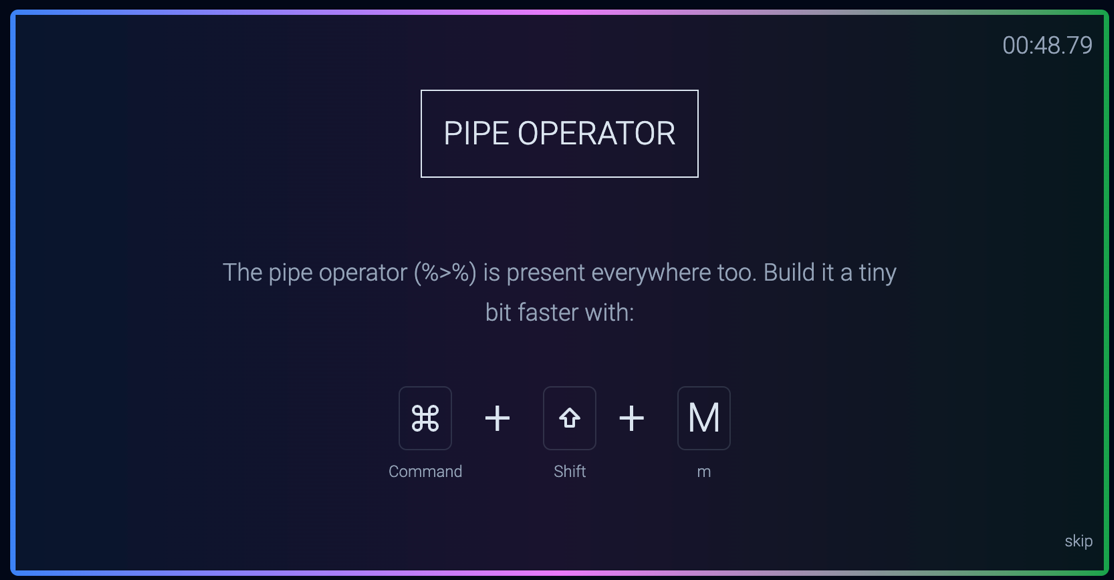 00:48.79
PIPE OPERATOR
The pipe operator (%>%) is present everywhere too. Build it a tiny
bit faster with:
⌘ + ⇧ + M
Command Shift m
skip